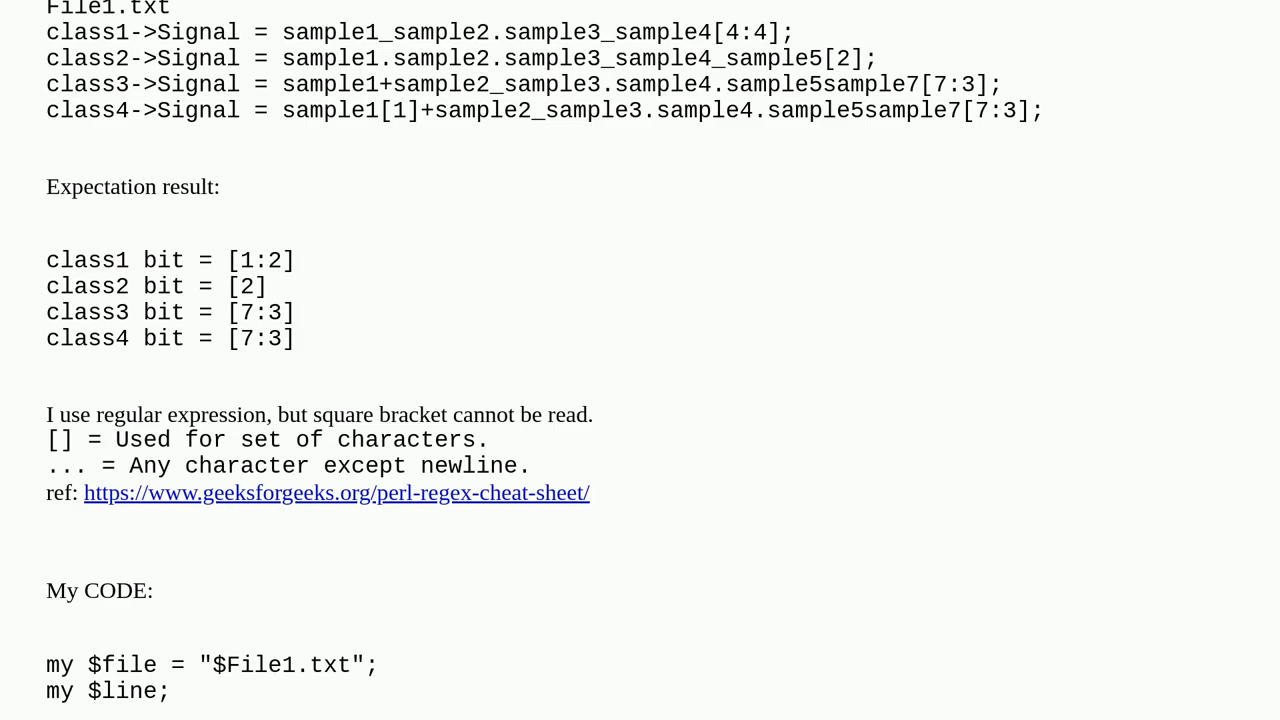 File1.txt
class1->Signal = sample1_sample2.sample3_sample4[4:4];
class2->Signal = sample1.sample2.sample3_sample4_sample5[2];
class3->Signal = sample1+sample2_sample3.sample4.sample5sample7[7:3];
class4->Signal = sample1[1]+sample2_sample3.sample4.sample5sample7[7:3];
Expectation result:
class1 bit = [1:2]
class2 bit = [2]
class3 bit = [7:3]
class4 bit = [7:3]
I use regular expression, but square bracket cannot be read.
[] = Used for set of characters.
... = Any character except newline.
ref: https://www.geeksforgeeks.org/perl-regex-cheat-sheet/
My CODE:
my $file = "$File1.txt";
my $line;